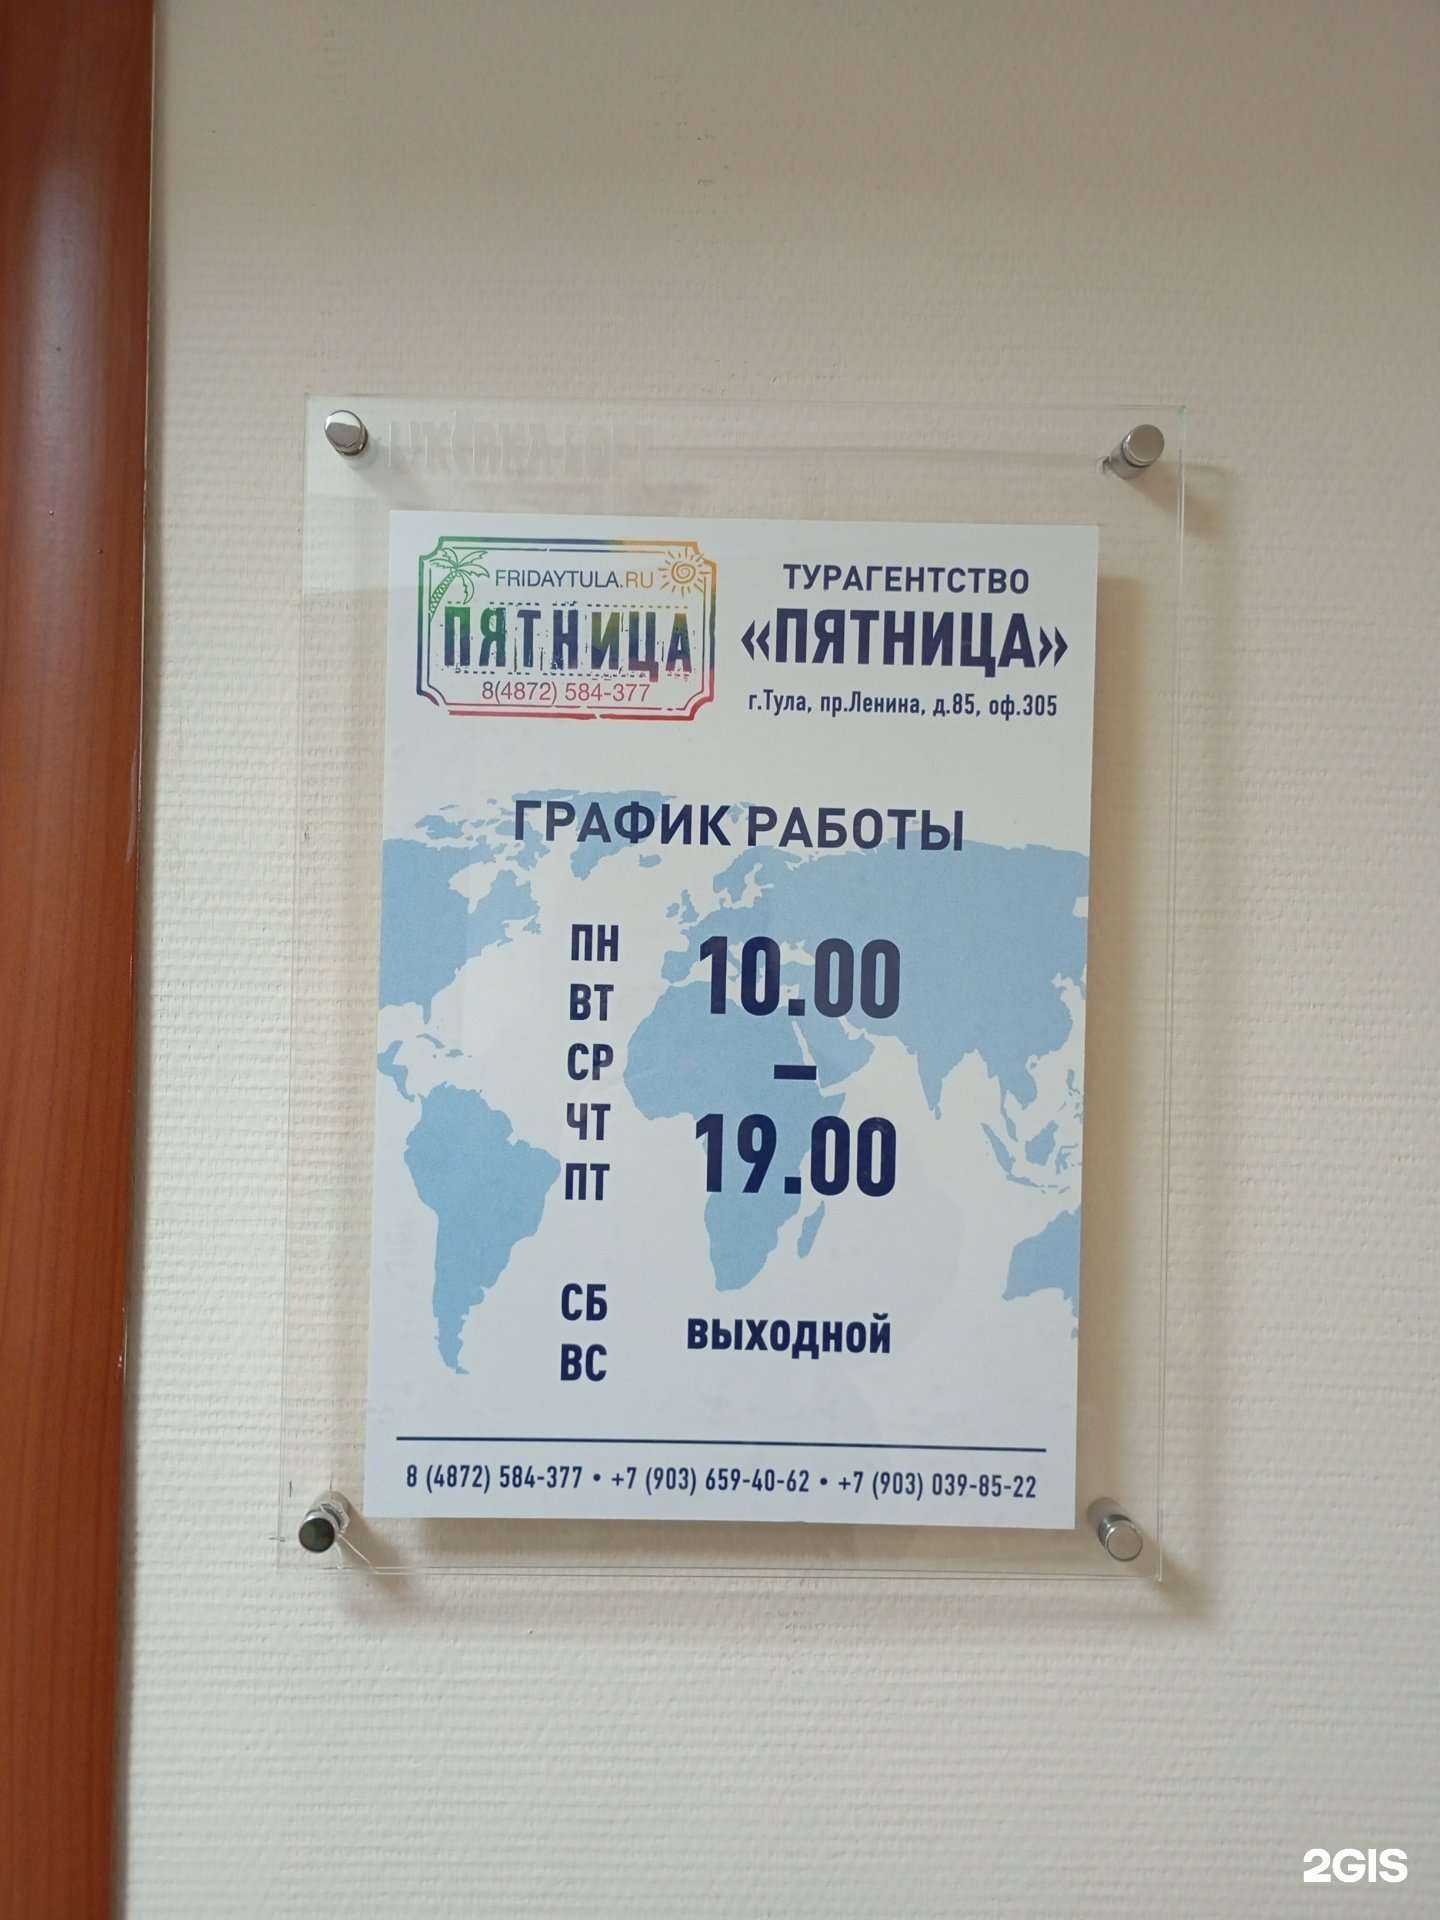 FRIDAYTULA.RU
ПЯТНИЦА
8(4872) 584-377
ТУРАГЕНТСТВО
«ПЯТНИЦА»
г.Тула, пр.Ленина, д.85, оф.305
ГРАФИК РАБОТЫ
ПН
ВТ
СР
ЧТ
ПТ
10.00
–
19.00
СБ
ВС
выходной
8 (4872) 584-377 • +7 (903) 659-40-62 • +7 (903) 039-85-22
2GIS